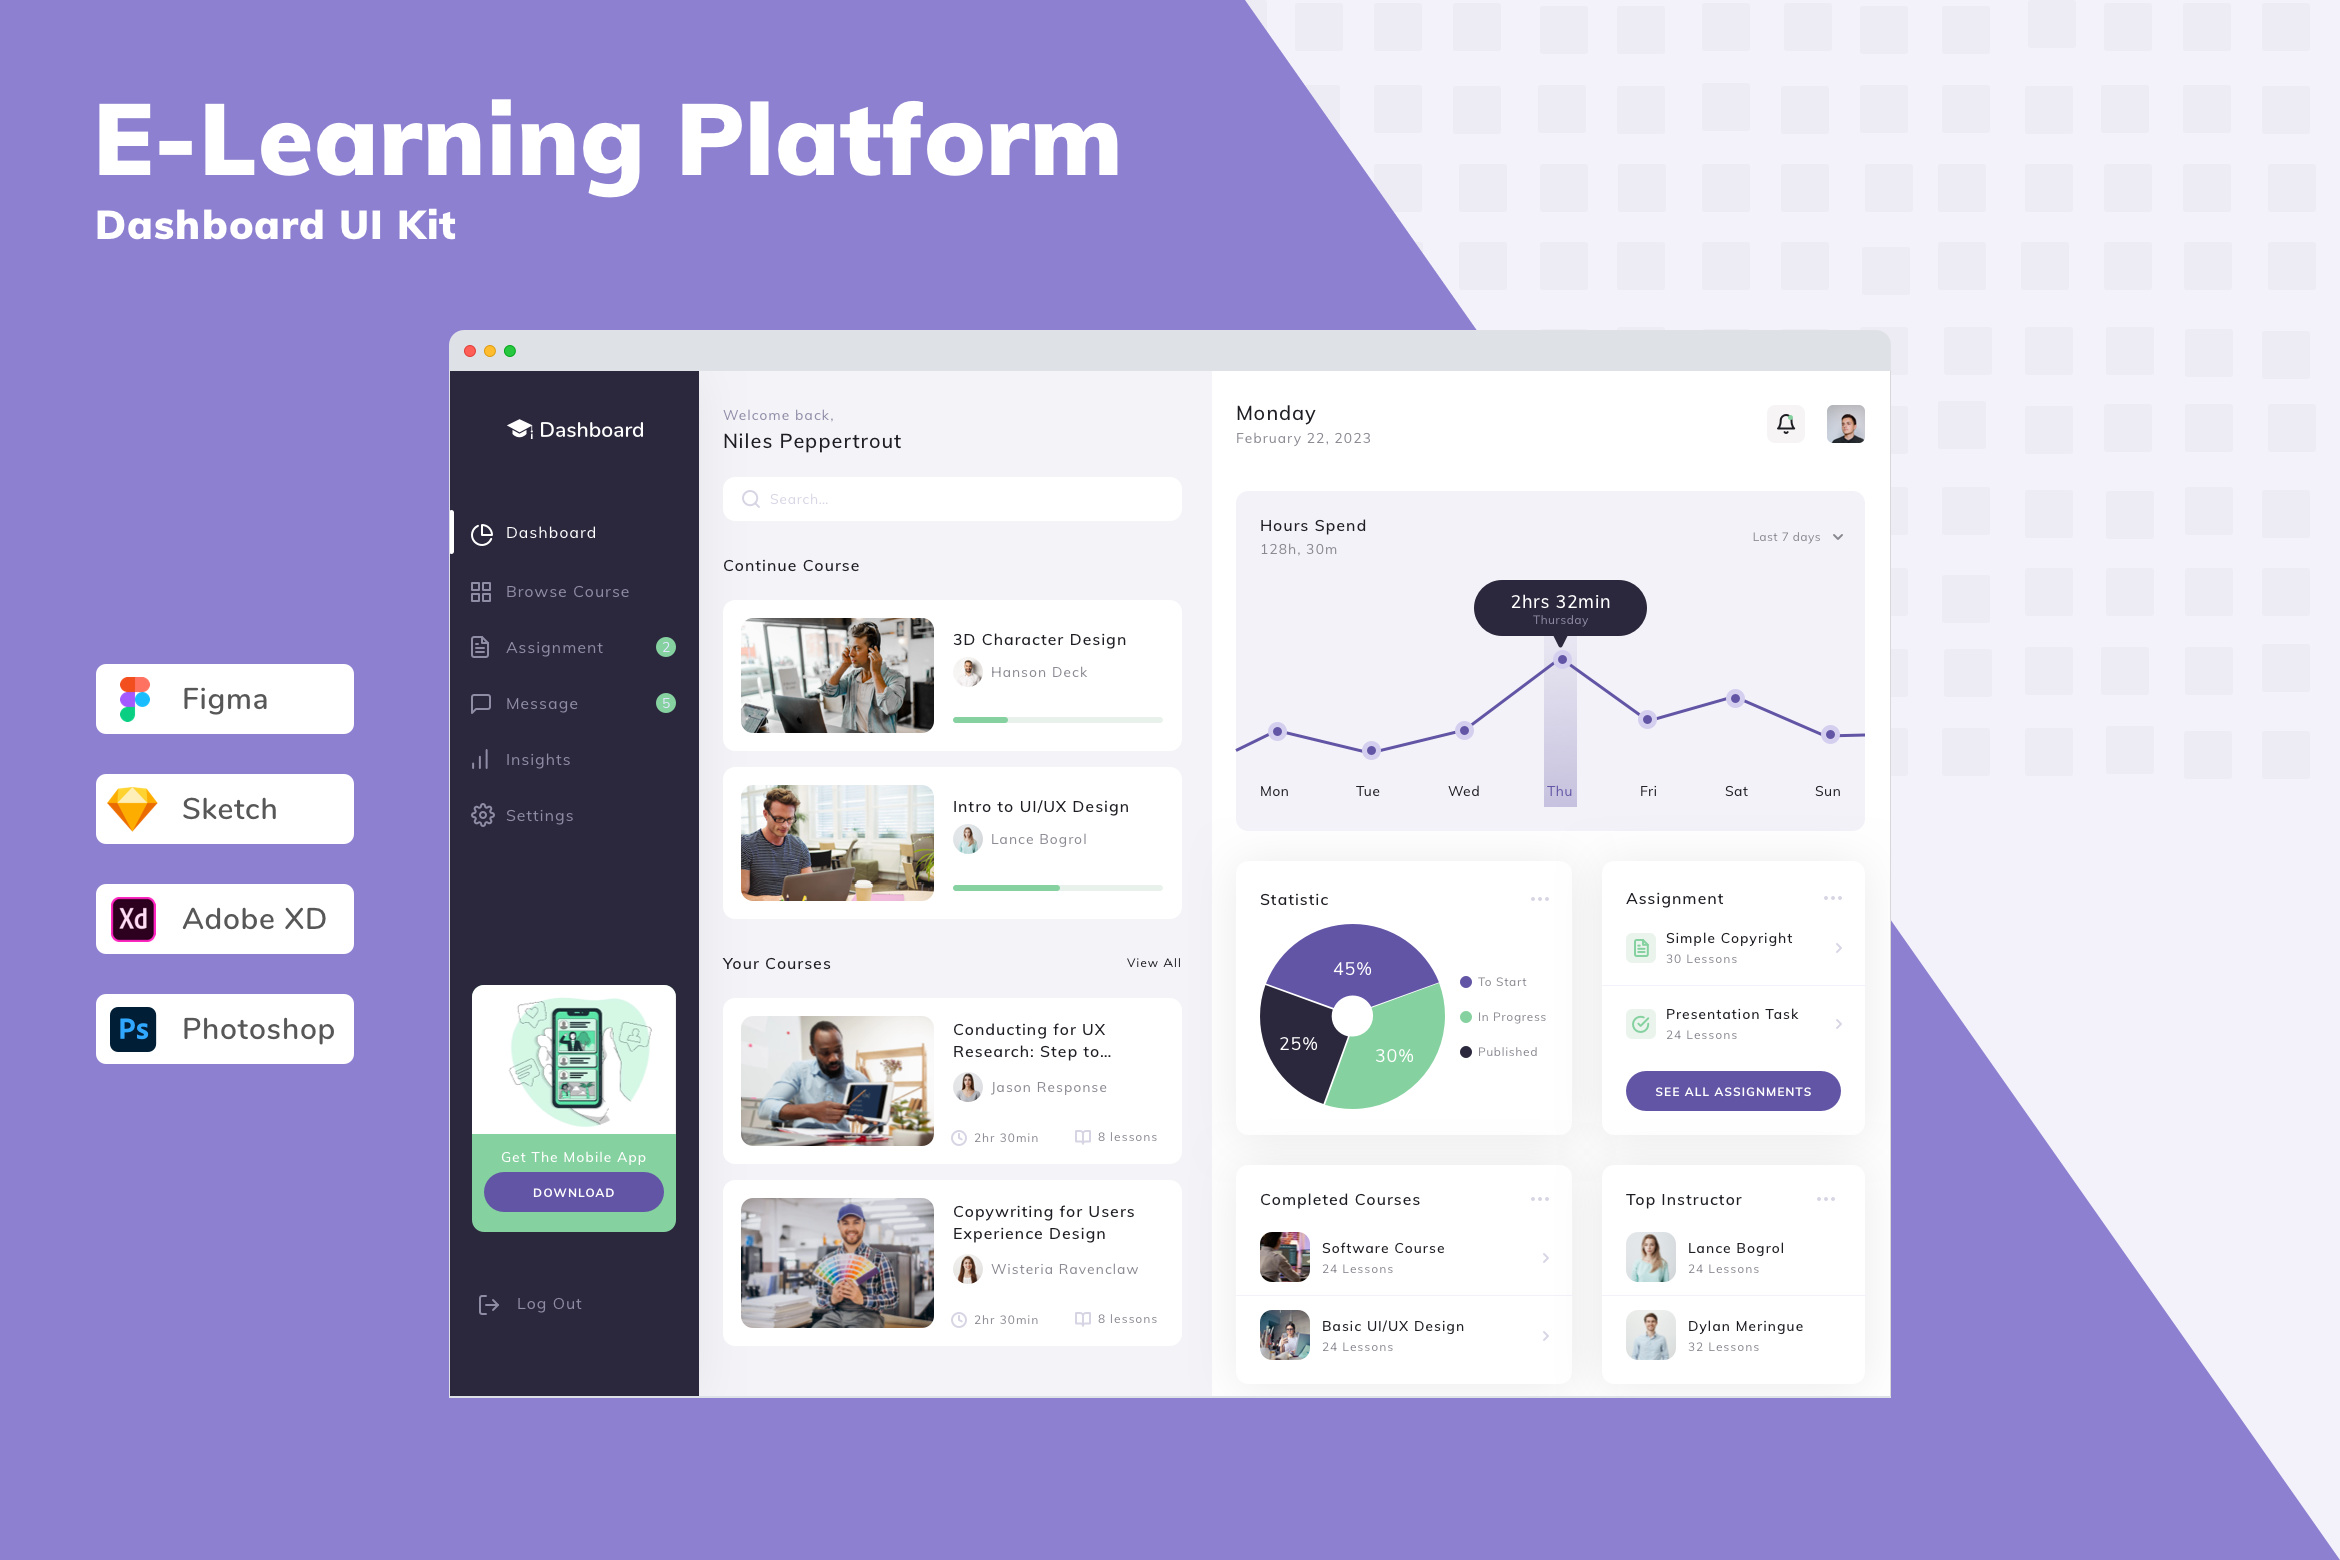 E-Learning Platform
Dashboard UI Kit
Figma
Sketch
Xd
Adobe XD
Ps
Photoshop
Dashboard
Dashboard
Browse Course
Assignment
2
Message
5
Insights
Settings
Get The Mobile App
DOWNLOAD
Log Out
Welcome back,
Niles Peppertrout
Search...
Continue Course
3D Character Design
Hanson Deck
Intro to UI/UX Design
Lance Bogrol
Your Courses
View All
Conducting for UX
Research: Step to...
Jason Response
2hr 30min
8 lessons
Copywriting for Users
Experience Design
Wisteria Ravenclaw
2hr 30min
8 lessons
Monday
February 22, 2023
Hours Spend
128h, 30m
Last 7 days
2hrs 32min
Thursday
Mon
Tue
Wed
Thu
Fri
Sat
Sun
Statistic
45%
25%
30%
To Start
In Progress
Published
Assignment
Simple Copyright
30 Lessons
Presentation Task
24 Lessons
SEE ALL ASSIGNMENTS
Completed Courses
Software Course
24 Lessons
Basic UI/UX Design
24 Lessons
Top Instructor
Lance Bogrol
24 Lessons
Dylan Meringue
32 Lessons